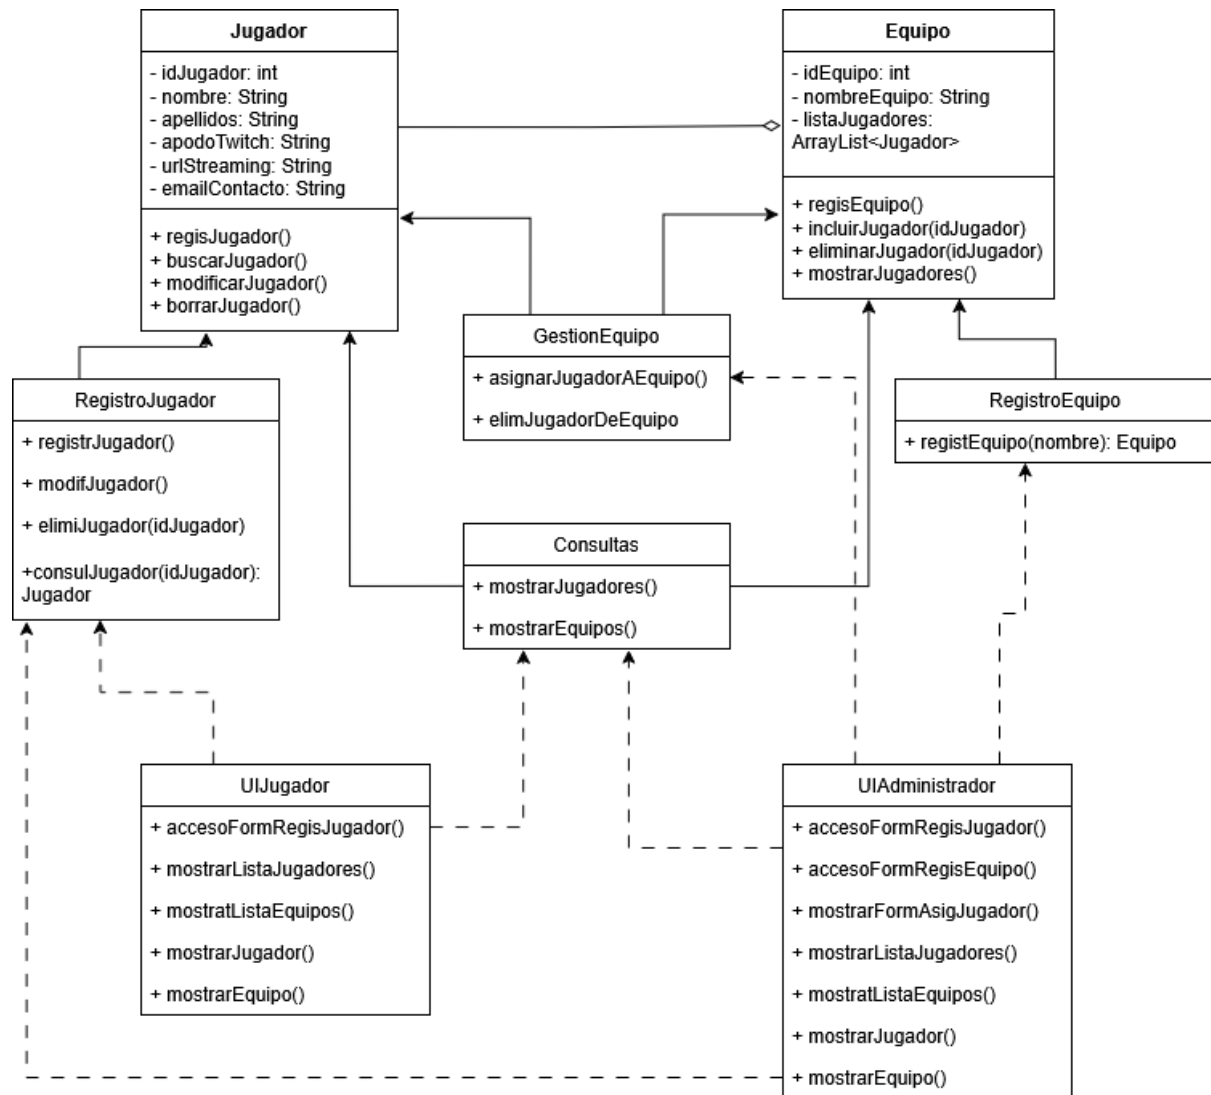 Jugador
- idJugador: int
- nombre: String
- apellidos: String
- apodoTwitch: String
- urlStreaming: String
- emailContacto: String
+ regisJugador()
+ buscarJugador()
+ modificarJugador()
+ borrarJugador()
Equipo
- idEquipo: int
- nombreEquipo: String
- listaJugadores:
ArrayList<Jugador>
+ regisEquipo()
+ incluirJugador(idJugador)
+ eliminarJugador(idJugador)
+ mostrarJugadores()
GestionEquipo
+ asignarJugadorAEquipo()
+ elimJugadorDeEquipo
RegistroJugador
+ registrJugador()
+ modifJugador()
+ elimiJugador(idJugador)
+consulJugador(idJugador):
Jugador
RegistroEquipo
+ registEquipo(nombre): Equipo
Consultas
+ mostrarJugadores()
+ mostrarEquipos()
UIJugador
+ accesoFormRegisJugador()
+ mostrarListaJugadores()
+ mostratListaEquipos()
+ mostrarJugador()
+ mostrarEquipo()
UIAdministrador
+ accesoFormRegisJugador()
+ accesoFormRegisEquipo()
+ mostrarFormAsigJugador()
+ mostrarListaJugadores()
+ mostratListaEquipos()
+ mostrarJugador()
+ mostrarEquipo()